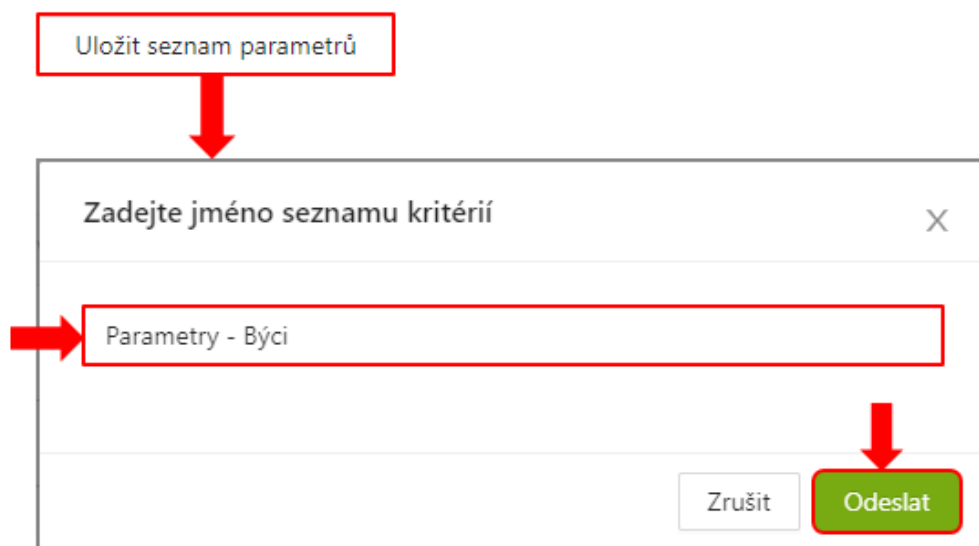 Uložit seznam parametrů
Zadejte jméno seznamu kritérií
X
Parametry - Býci
Zrušit
Odeslat